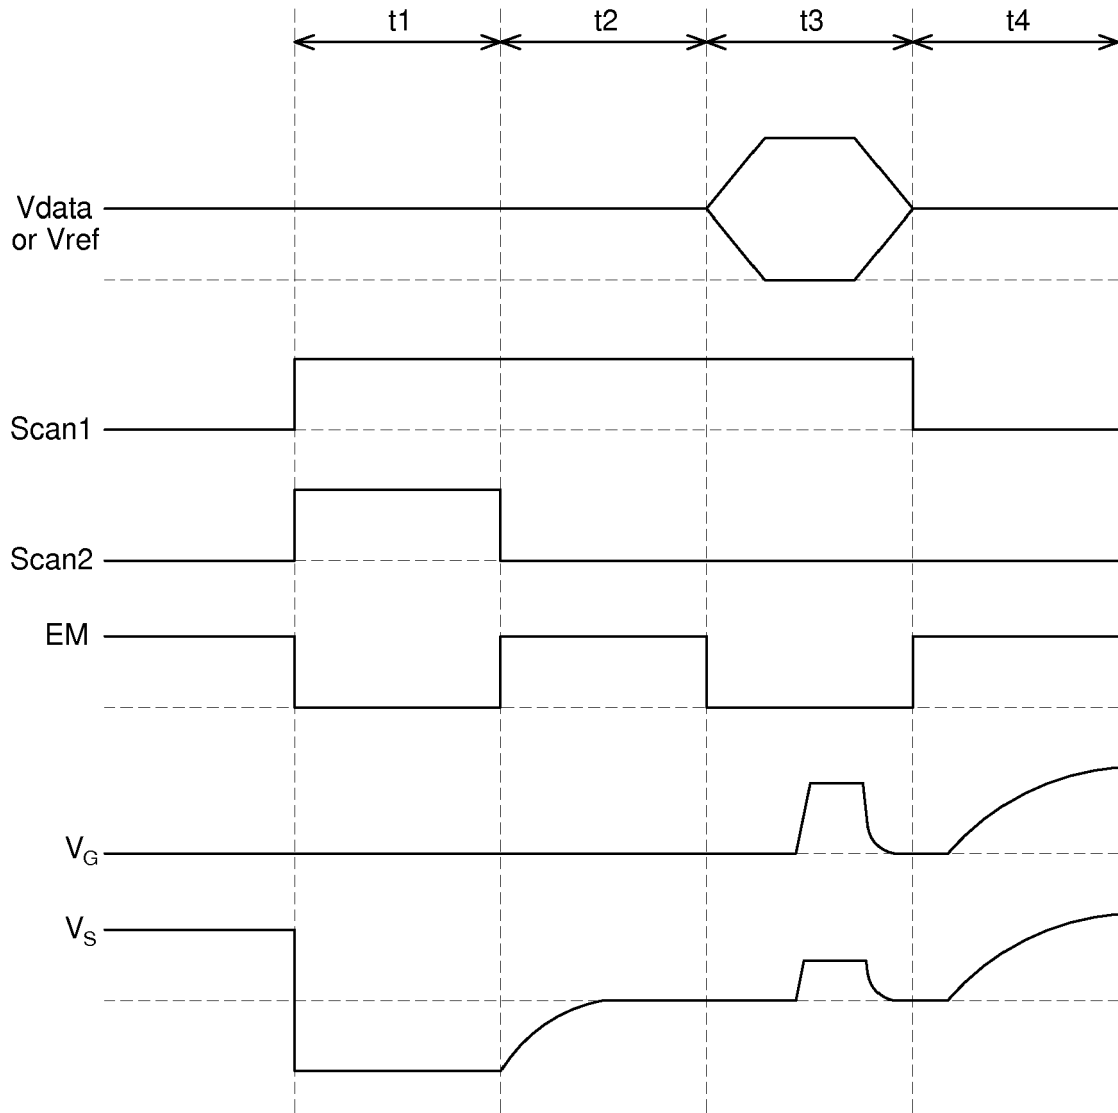 t1 t2 t3 t4
Vdata
or Vref
Scan1
Scan2
EM
VG
VS